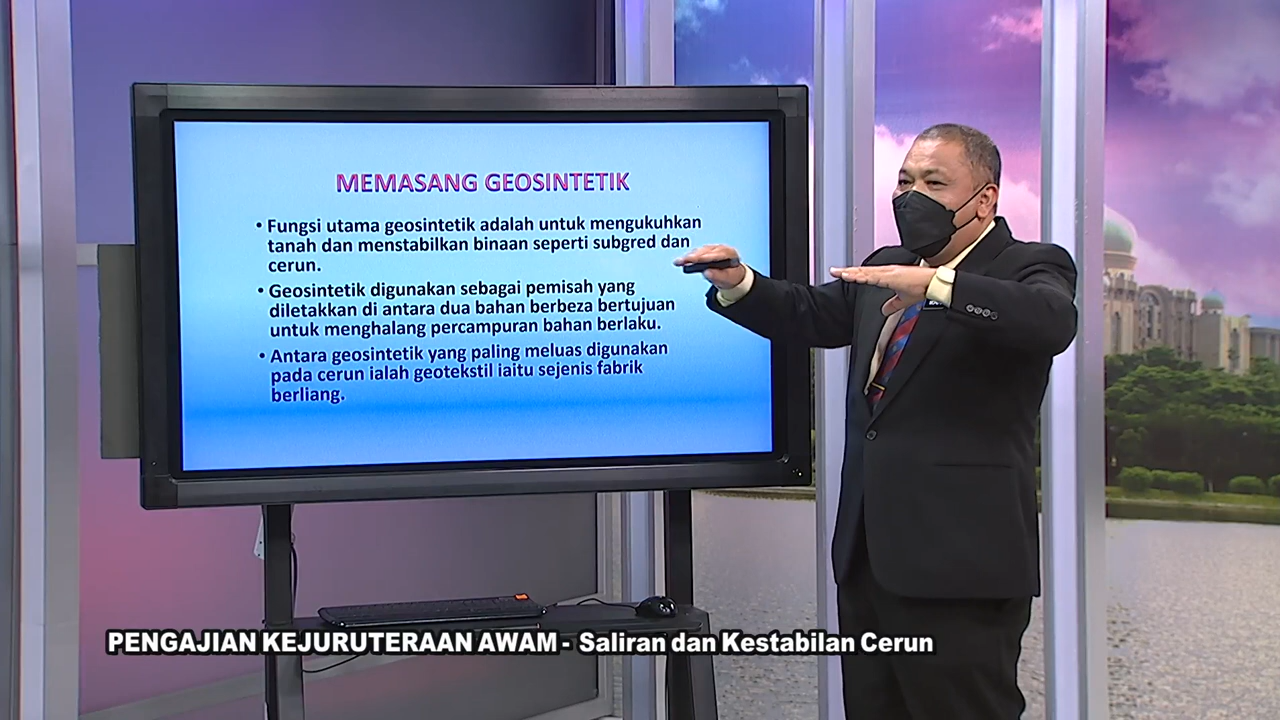 MEMASANG GEOSINTETIK
• Fungsi utama geosintetik adalah untuk mengukuhkan
tanah dan menstabilkan binaan seperti subgred dan
cerun.
• Geosintetik digunakan sebagai pemisah yang
diletakkan di antara dua bahan berbeza bertujuan
untuk menghalang percampuran bahan berlaku.
• Antara geosintetik yang paling meluas digunakan
pada cerun ialah geotekstil iaitu sejenis fabrik
berliang.
PENGAJIAN KEJURUTERAAN AWAM - Saliran dan Kestabilan Cerun